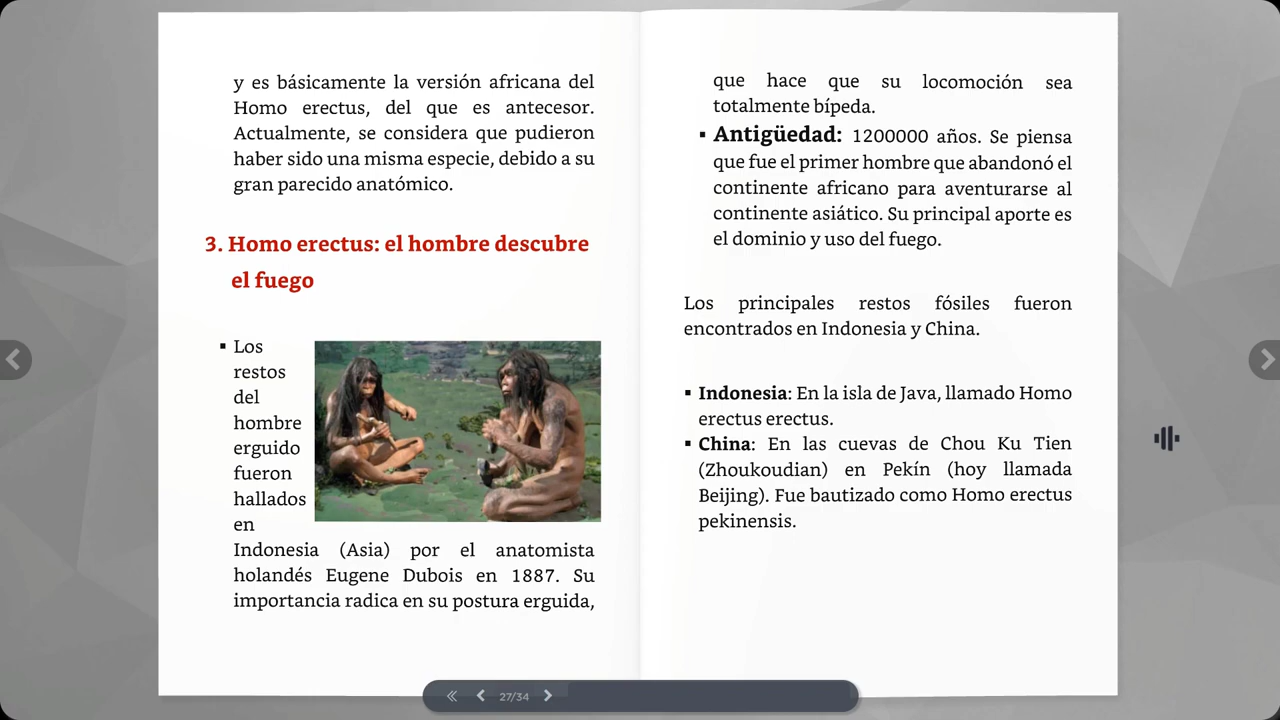 y es básicamente la versión africana del
Homo erectus, del que es antecesor.
Actualmente, se considera que pudieron
haber sido una misma especie, debido a su
gran parecido anatómico.
3. Homo erectus: el hombre descubre
el fuego
▪ Los
restos
del
hombre
erguido
fueron
hallados
en
Indonesia (Asia) por el anatomista
holandés Eugene Dubois en 1887. Su
importancia radica en su postura erguida,
que hace que su locomoción sea
totalmente bípeda.
▪ Antigüedad: 1200000 años. Se piensa
que fue el primer hombre que abandonó el
continente africano para aventurarse al
continente asiático. Su principal aporte es
el dominio y uso del fuego.
Los principales restos fósiles fueron
encontrados en Indonesia y China.
▪ Indonesia: En la isla de Java, llamado Homo
erectus erectus.
▪ China: En las cuevas de Chou Ku Tien
(Zhoukoudian) en Pekín (hoy llamada
Beijing). Fue bautizado como Homo erectus
pekinensis.
27/34